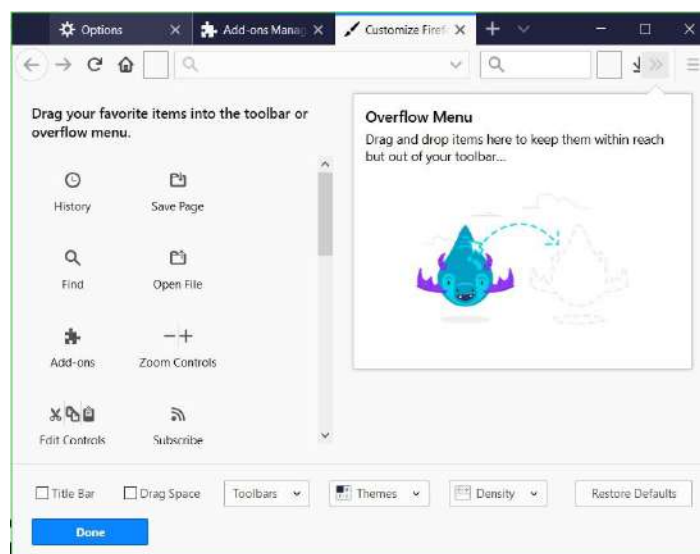 Options
Add-ons Manag
Customize Firef
Drag your favorite items into the toolbar or
overflow menu.
History
Save Page
Find
Open File
Add-ons
Zoom Controls
Edit Controls
Subscribe
Overflow Menu
Drag and drop items here to keep them within reach
but out of your toolbar...
Title Bar
Drag Space
Toolbars
Themes
Density
Restore Defaults
Done